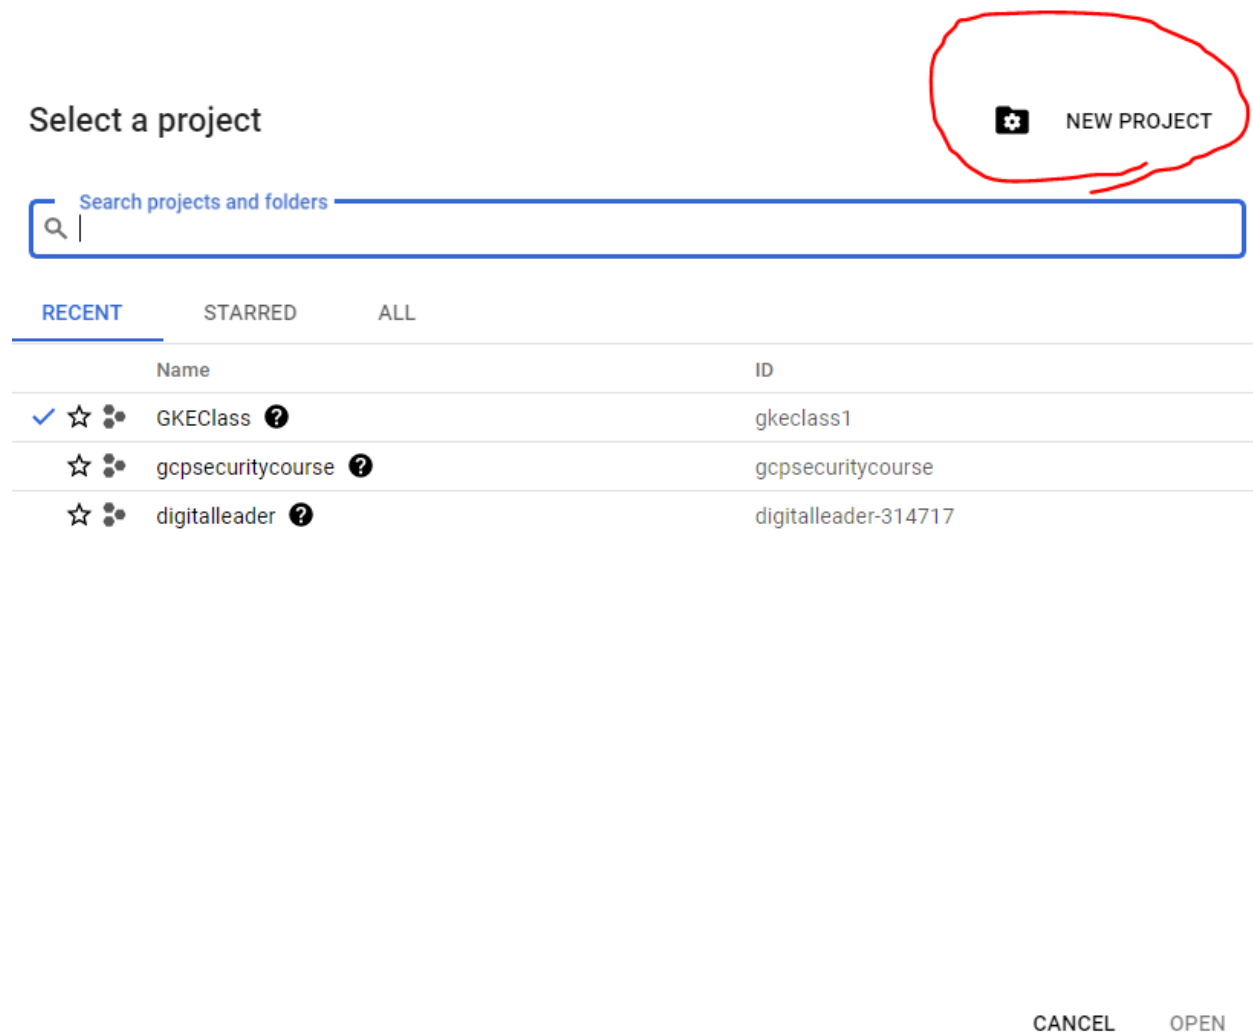 Select a project
NEW PROJECT
Search projects and folders
RECENT STARRED ALL
Name ID
GKEClass gkeclass1
gcpsecuritycourse gcpsecuritycourse
digitalleader digitalleader-314717
CANCEL OPEN